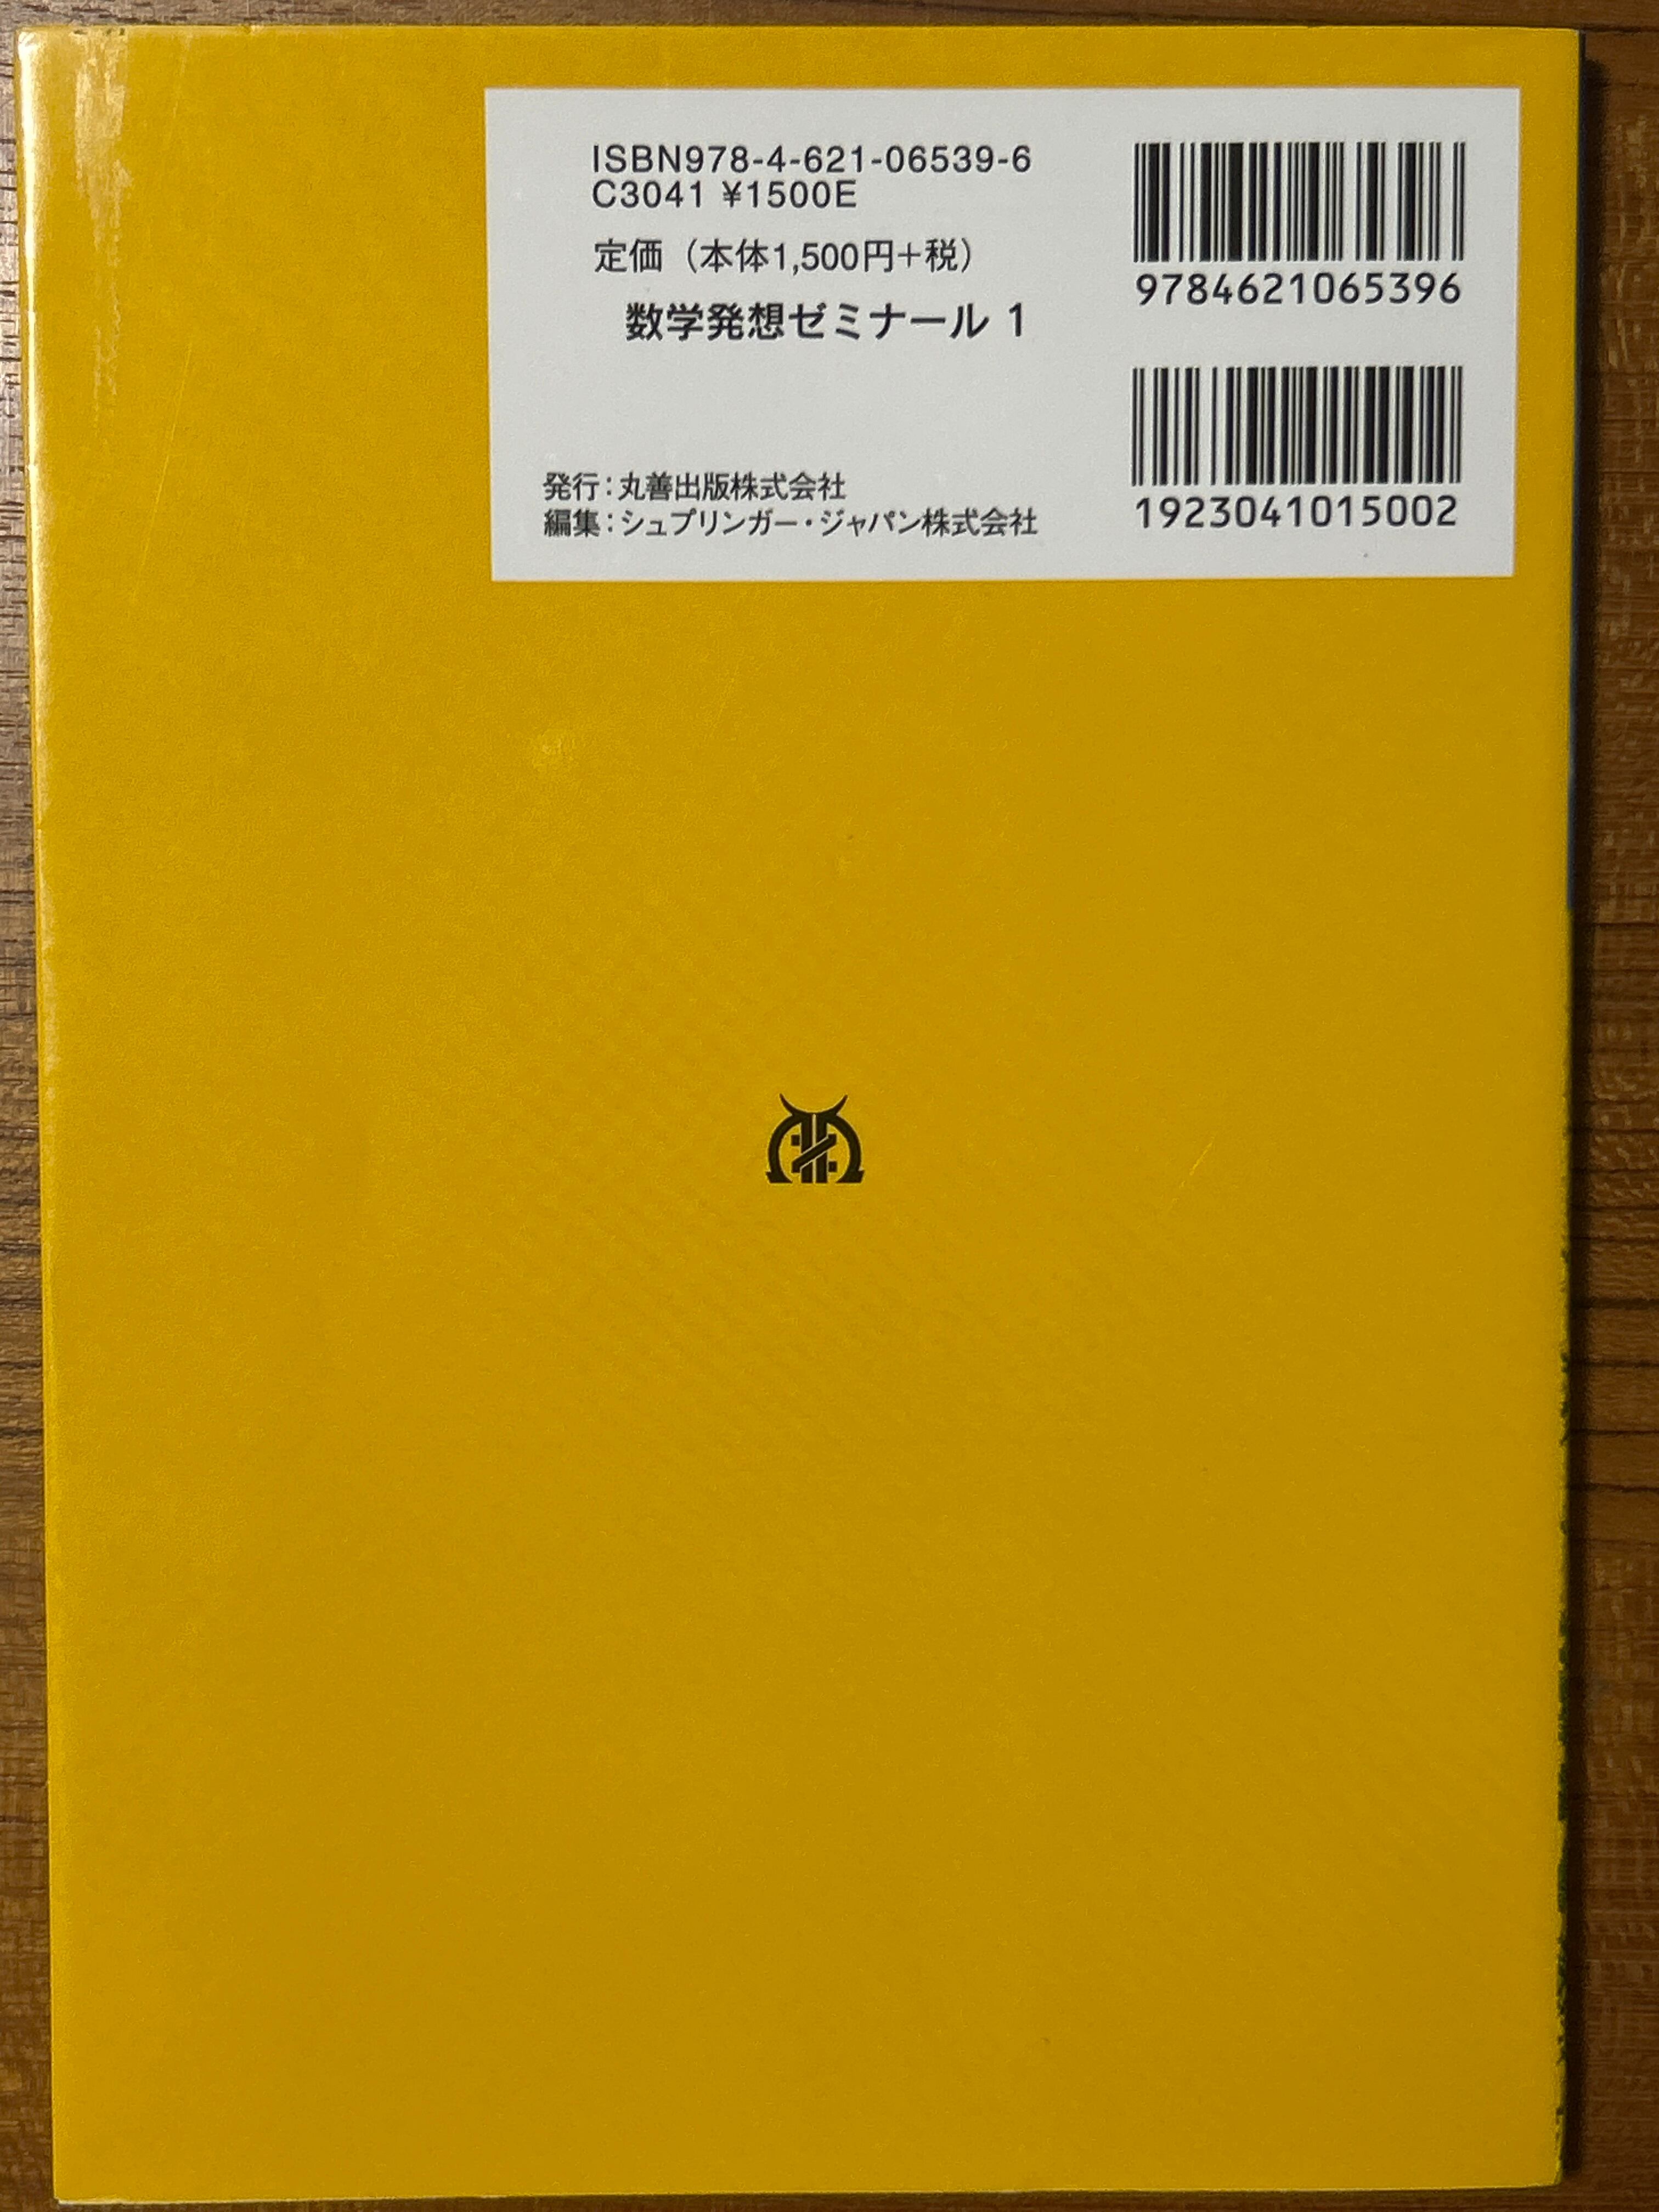 ISBN978-4-621-06539-6
C3041 ¥1500E
定価（本体1,500円+税）
数学発想ゼミナール 1
発行：丸善出版株式会社
編集：シュプリンガー・ジャパン株式会社
9784621065396
1923041015002